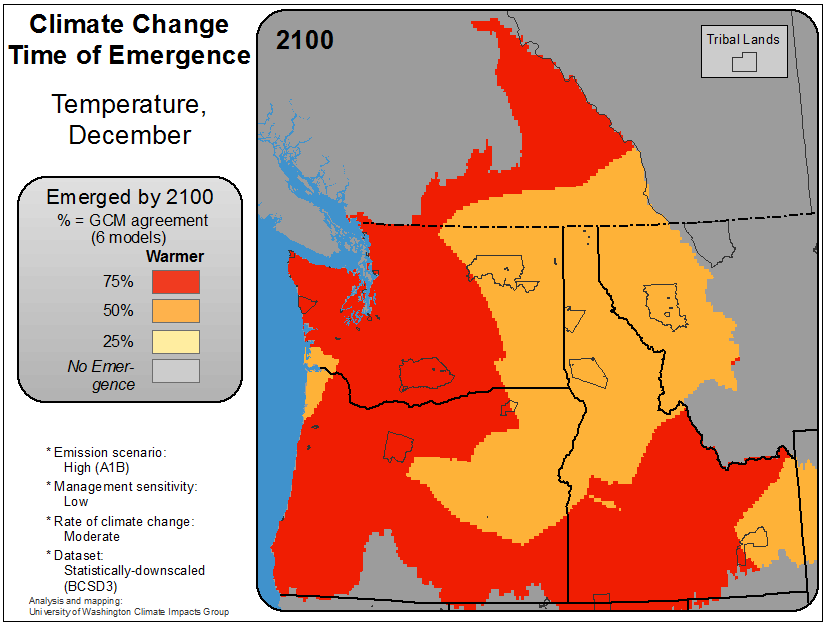 Climate Change
Time of Emergence
Temperature,
December
Emerged by 2100
% = GCM agreement
(6 models)
Warmer
75%
50%
25%
No Emer-
gence
* Emission scenario:
High (A1B)
* Management sensitivity:
Low
* Rate of climate change:
Moderate
* Dataset:
Statistically-downscaled
(BCSD3)
Analysis and mapping:
University of Washington Climate Impacts Group
2100
Tribal Lands